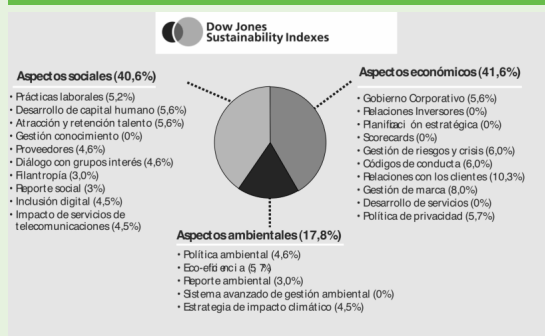 Dow Jones
Sustainability Indexes
Aspectos sociales (40,6%)
• Prácticas laborales (5,2%)
• Desarrollo de capital humano (5,6%)
• Atracción y retención talento (5,6%)
• Gestión conocimiento (0%)
• Proveedores (4,6%)
• Diálogo con grupos interés (4,6%)
• Filantropía (3,0%)
• Reporte social (3%)
• Inclusión digital (4,5%)
• Impacto de servicios de
telecomunicaciones (4,5%)
Aspectos económicos (41,6%)
• Gobierno Corporativo (5,6%)
• Relaciones Inversores (0%)
• Planificación estratégica (0%)
• Scorecards (0%)
• Gestión de riesgos y crisis (6,0%)
• Códigos de conducta (6,0%)
• Relaciones con los clientes (10,3%)
• Gestión de marca (8,0%)
• Desarrollo de servicios (0%)
• Política de privacidad (5,7%)
Aspectos ambientales (17,8%)
• Política ambiental (4,6%)
• Eco-eficiencia (5,7%)
• Reporte ambiental (3,0%)
• Sistema avanzado de gestión ambiental (0%)
• Estrategia de impacto climático (4,5%)